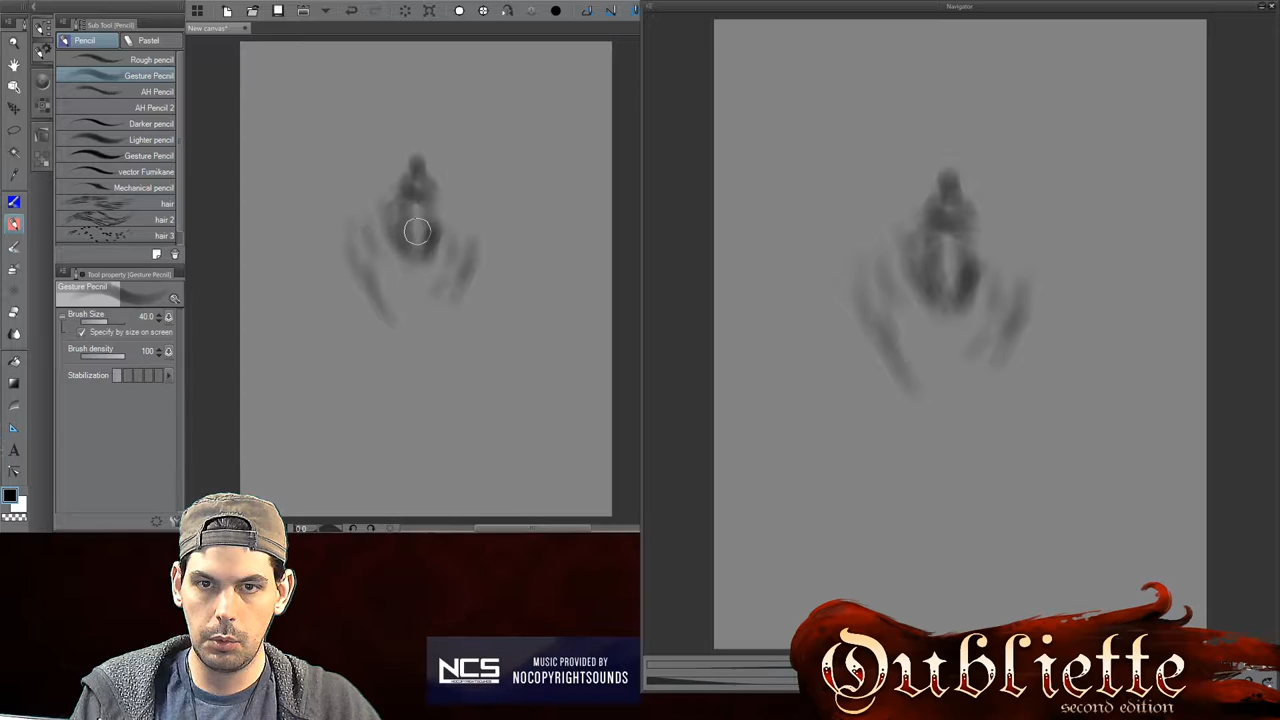 Sub Tool [Pencil]
Pencil
Pastel
Rough pencil
Gesture Pecnil
AH Pencil
AH Pencil 2
Darker pencil
Lighter pencil
Gesture Pencil
vector Fumikane
Mechanical pencil
hair
hair 2
hair 3
Tool property [Gesture Pecnil]
Gesture Pecnil
Brush Size 40.0
Specify by size on screen
Brush density 100
Stabilization
New canvas*
0.0
Navigator
A
NCS
NOCOPYRIGHTSOUNDS
MUSIC PROVIDED BY
NOCOPYRIGHTSOUNDS
Oubliette
second edition